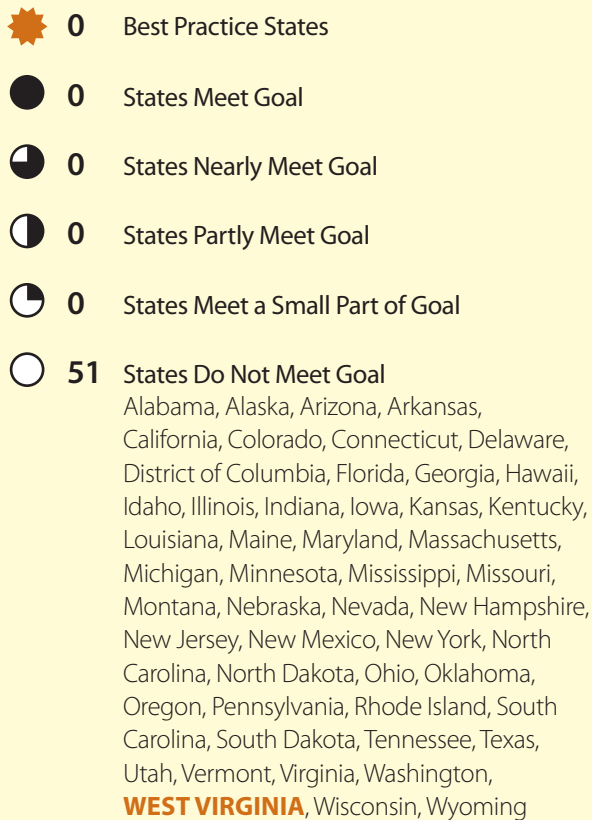 0 Best Practice States
0 States Meet Goal
0 States Nearly Meet Goal
0 States Partly Meet Goal
0 States Meet a Small Part of Goal
51 States Do Not Meet Goal
Alabama, Alaska, Arizona, Arkansas,
California, Colorado, Connecticut, Delaware,
District of Columbia, Florida, Georgia, Hawaii,
Idaho, Illinois, Indiana, Iowa, Kansas, Kentucky,
Louisiana, Maine, Maryland, Massachusetts,
Michigan, Minnesota, Mississippi, Missouri,
Montana, Nebraska, Nevada, New Hampshire,
New Jersey, New Mexico, New York, North
Carolina, North Dakota, Ohio, Oklahoma,
Oregon, Pennsylvania, Rhode Island, South
Carolina, South Dakota, Tennessee, Texas,
Utah, Vermont, Virginia, Washington,
WEST VIRGINIA, Wisconsin, Wyoming